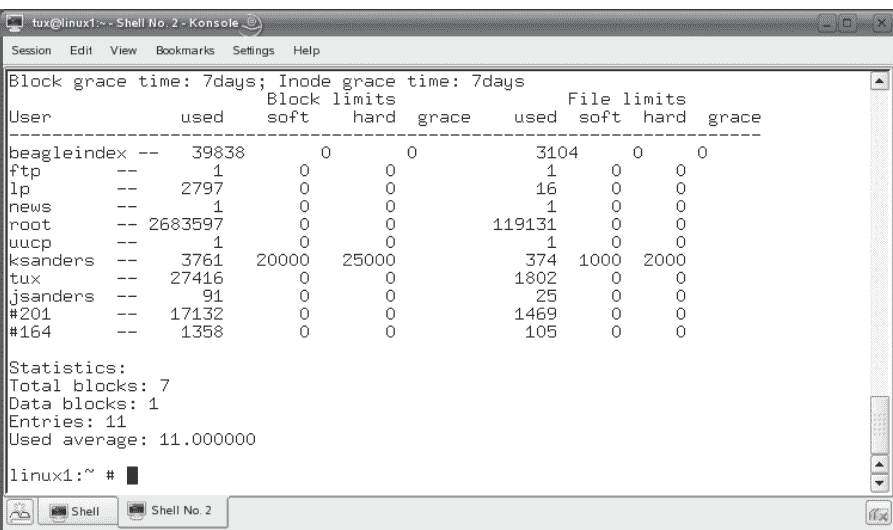 tux@linux1:~ - Shell No. 2 - Konsole
Session Edit View Bookmarks Settings Help
Block grace time: 7days; Inode grace time: 7days
Block limits File limits
User used soft hard grace used soft hard grace
----------------------------------------------------------------------
beagleindex -- 39838 0 0 3104 0 0
ftp -- 1 0 0 1 0 0
lp -- 2797 0 0 16 0 0
news -- 1 0 0 1 0 0
root -- 2683597 0 0 119131 0 0
uucp -- 1 0 0 1 0 0
ksanders -- 3761 20000 25000 374 1000 2000
tux -- 27416 0 0 1802 0 0
jsanders -- 91 0 0 25 0 0
#201 -- 17132 0 0 1469 0 0
#164 -- 1358 0 0 105 0 0
Statistics:
Total blocks: 7
Data blocks: 1
Entries: 11
Used average: 11.000000
linux1:~ #
Shell Shell No. 2